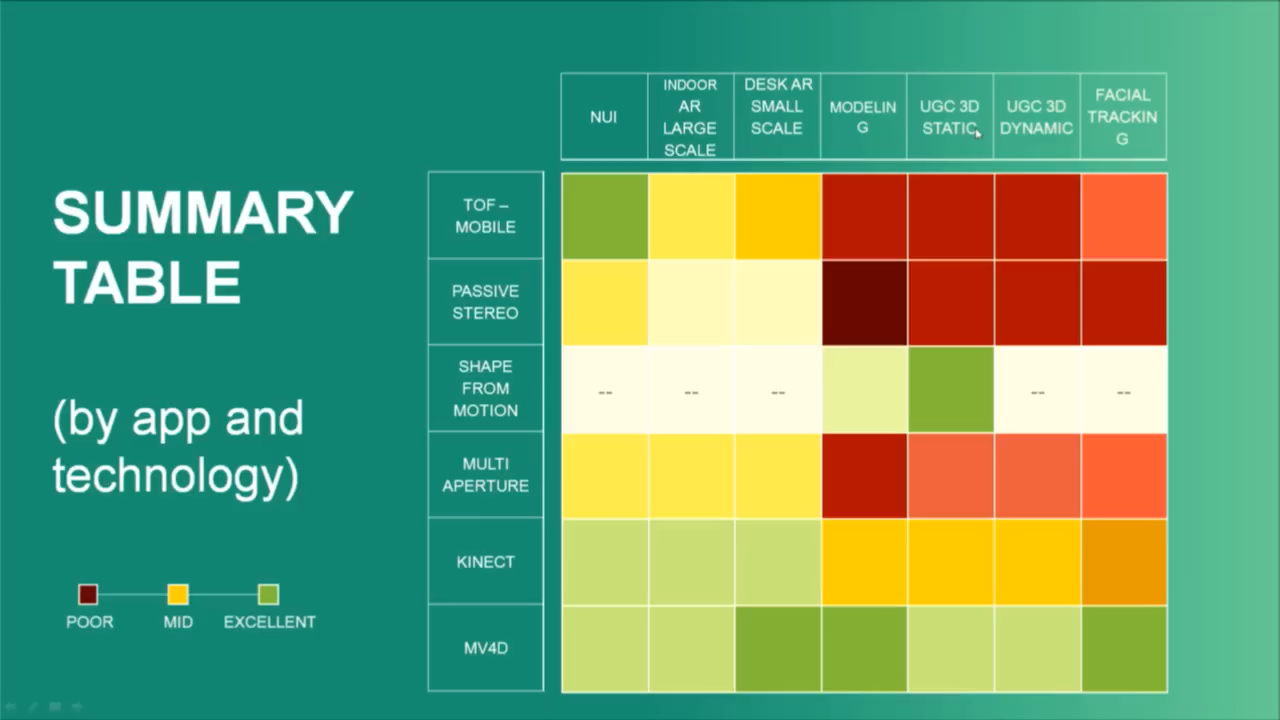 NUI
INDOOR
AR
LARGE
SCALE
DESK AR
SMALL
SCALE
MODELIN
G
UGC 3D
STATIC
UGC 3D
DYNAMIC
FACIAL
TRACKIN
G
SUMMARY
TABLE
(by app and
technology)
TOF –
MOBILE
PASSIVE
STEREO
SHAPE
FROM
MOTION
-- -- -- -- --
MULTI
APERTURE
KINECT
MV4D
POOR MID EXCELLENT